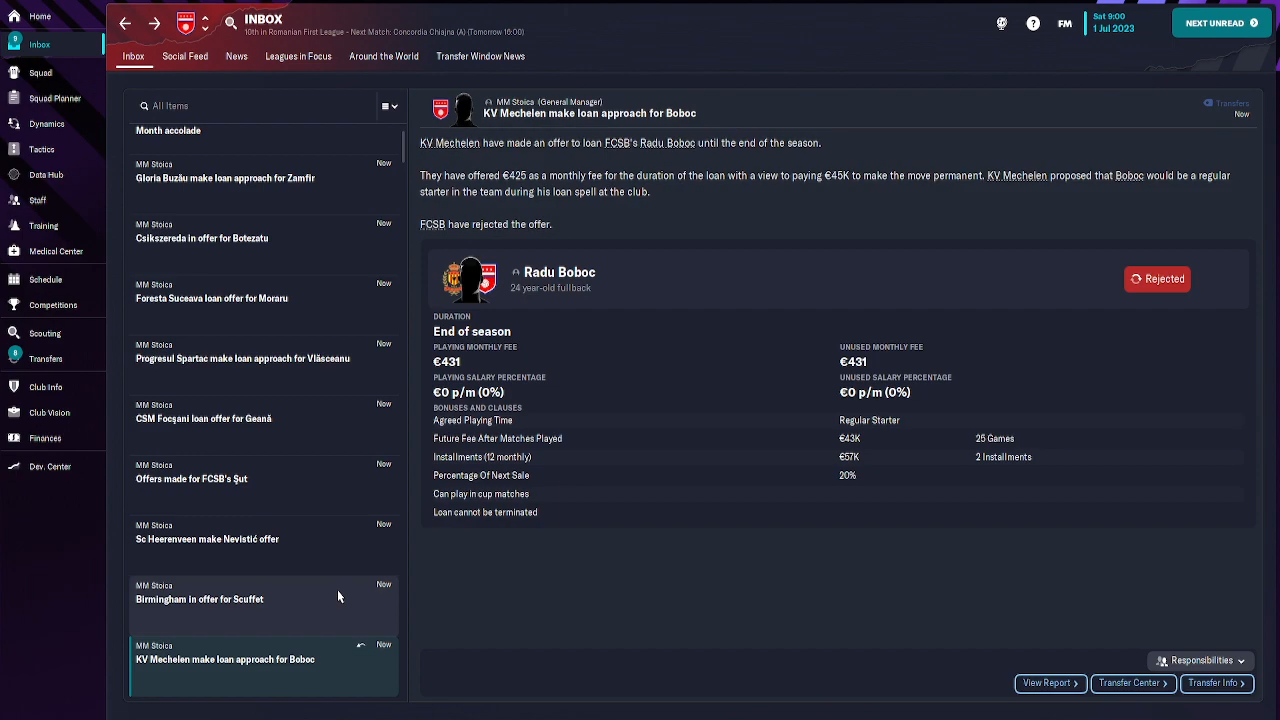 Home
9
Inbox
Squad
Squad Planner
Dynamics
Tactics
Data Hub
Staff
Training
Medical Center
Schedule
Competitions
Scouting
8
Transfers
Club Info
Club Vision
Finances
Dev. Center
INBOX
10th in Romanian First League - Next Match: Concordia Chiajna (A) (Tomorrow 16:00)
FM
Sat 9:00
1 Jul 2023
NEXT UNREAD
Inbox Social Feed News Leagues in Focus Around the World Transfer Window News
All Items
Month accolade
MM Stoica Now
Gloria Buzău make loan approach for Zamfir
MM Stoica Now
Csikszereda in offer for Botezatu
MM Stoica Now
Foresta Suceava loan offer for Moraru
MM Stoica Now
Progresul Spartac make loan approach for Vlăsceanu
MM Stoica Now
CSM Focşani loan offer for Geană
MM Stoica Now
Offers made for FCSB's Şut
MM Stoica Now
Sc Heerenveen make Nevistić offer
MM Stoica Now
Birmingham in offer for Scuffet
MM Stoica Now
KV Mechelen make loan approach for Boboc
MM Stoica (General Manager)
KV Mechelen make loan approach for Boboc
Transfers
Now
KV Mechelen have made an offer to loan FCSB's Radu Boboc until the end of the season.
They have offered €425 as a monthly fee for the duration of the loan with a view to paying €45K to make the move permanent. KV Mechelen proposed that Boboc would be a regular
starter in the team during his loan spell at the club.
FCSB have rejected the offer.
Radu Boboc
24 year-old fullback
Rejected
DURATION
End of season
PLAYING MONTHLY FEE UNUSED MONTHLY FEE
€431 €431
PLAYING SALARY PERCENTAGE UNUSED SALARY PERCENTAGE
€0 p/m (0%) €0 p/m (0%)
BONUSES AND CLAUSES
Agreed Playing Time Regular Starter
Future Fee After Matches Played €43K 25 Games
Installments (12 monthly) €57K 2 Installments
Percentage Of Next Sale 20%
Can play in cup matches
Loan cannot be terminated
Responsibilities
View Report Transfer Center Transfer Info